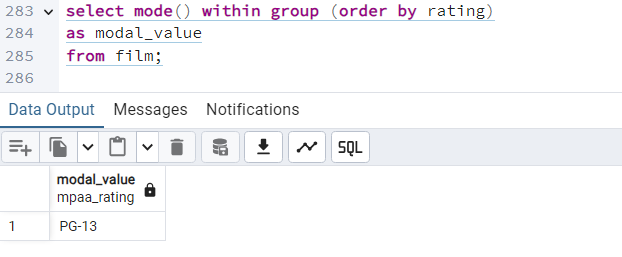 283 select mode() within group (order by rating)
284 as modal_value
285 from film;
286
Data Output Messages Notifications
SQL
modal_value
mpaa_rating
1 PG-13